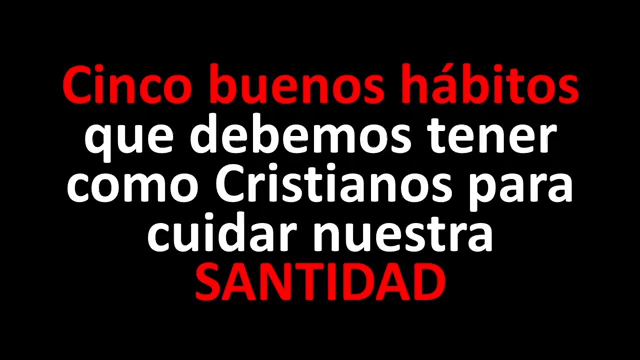 Cinco buenos hábitos
que debemos tener
como Cristianos para
cuidar nuestra
SANTIDAD